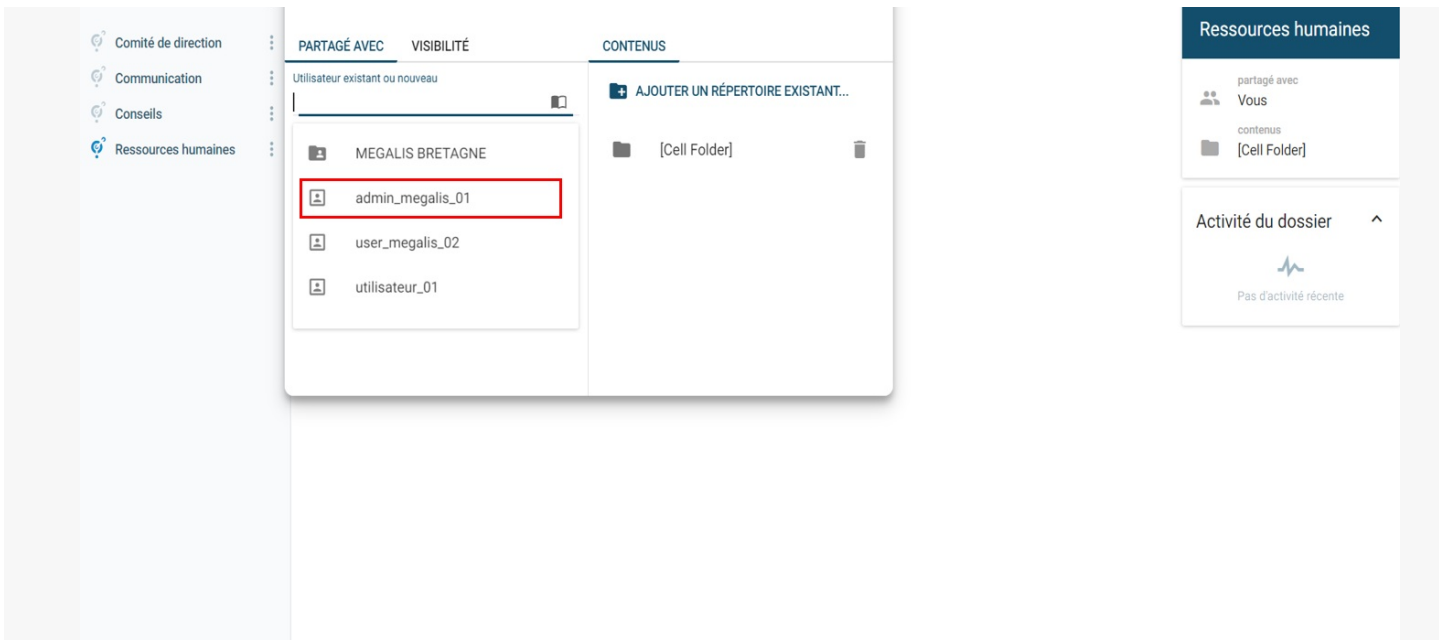 Comité de direction
Communication
Conseils
Ressources humaines
PARTAGÉ AVEC VISIBILITÉ
Utilisateur existant ou nouveau
MEGALIS BRETAGNE
admin_megalis_01
user_megalis_02
utilisateur_01
CONTENUS
AJOUTER UN RÉPERTOIRE EXISTANT...
[Cell Folder]
Ressources humaines
partagé avec
Vous
contenus
[Cell Folder]
Activité du dossier
Pas d'activité récente